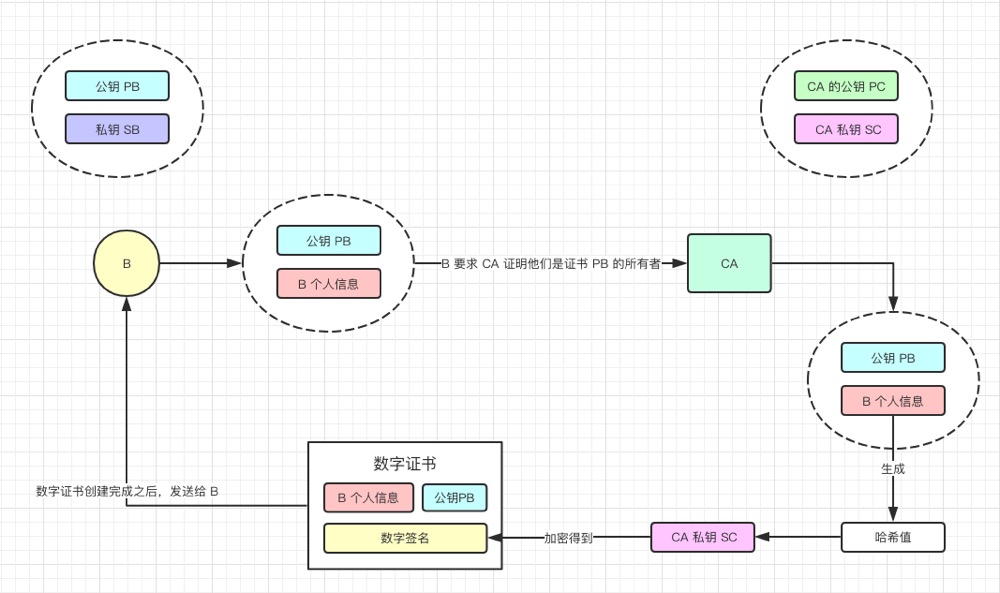 公钥 PB
私钥 SB
CA 的公钥 PC
CA 私钥 SC
B
公钥 PB
B 个人信息
B 要求 CA 证明他们是证书 PB 的所有者
CA
公钥 PB
B 个人信息
生成
哈希值
CA 私钥 SC
加密得到
数字证书
B 个人信息
公钥PB
数字签名
数字证书创建完成之后，发送给 B